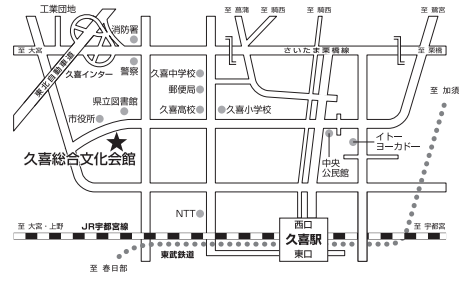 工業団地
消防署
至 菖蒲
至 騎西
至 騎西
至 鷲宮
至 大宮
さいたま栗橋線
至 栗橋
久喜インター
東北自動車道
警察
久喜中学校
郵便局
至 加須
県立図書館
久喜高校
久喜小学校
市役所
イトー
ヨーカドー
久喜総合文化会館
中央
公民館
NTT
西口
至 大宮・上野
JR宇都宮線
久喜駅
至 宇都宮
東武鉄道
東口
至 春日部